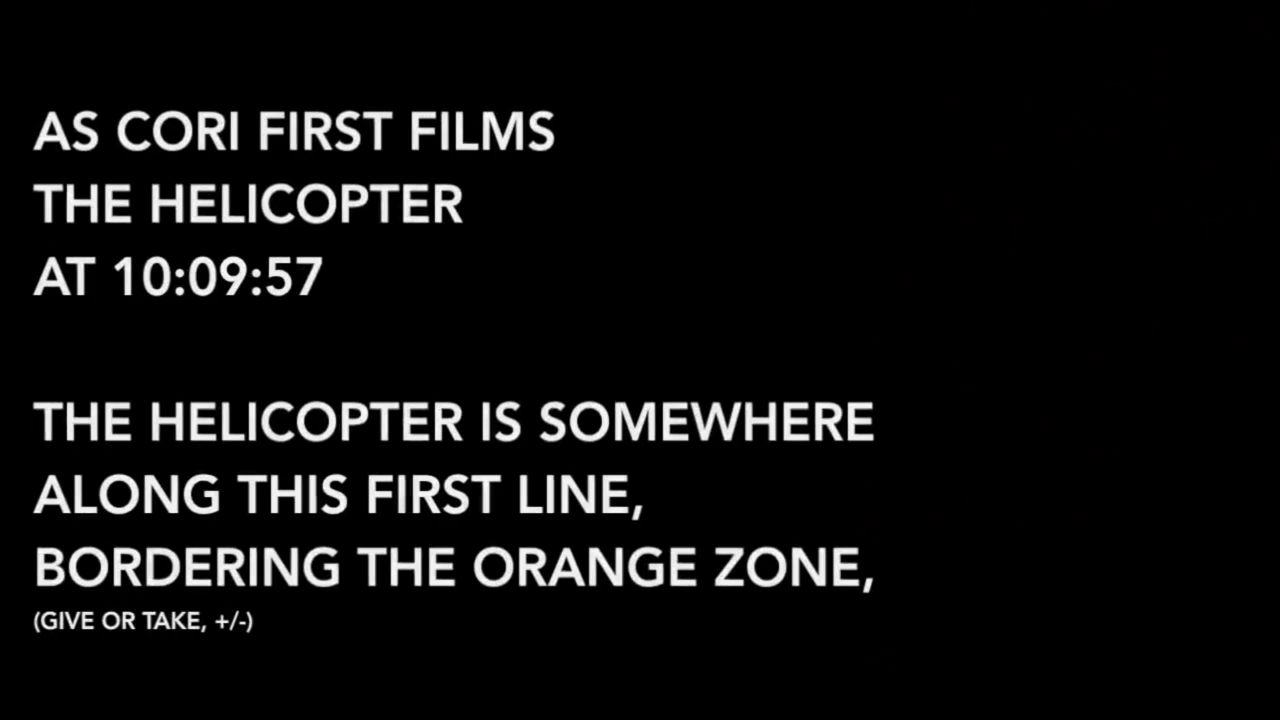 AS CORI FIRST FILMS
THE HELICOPTER
AT 10:09:57
THE HELICOPTER IS SOMEWHERE
ALONG THIS FIRST LINE,
BORDERING THE ORANGE ZONE,
(GIVE OR TAKE, +/-)